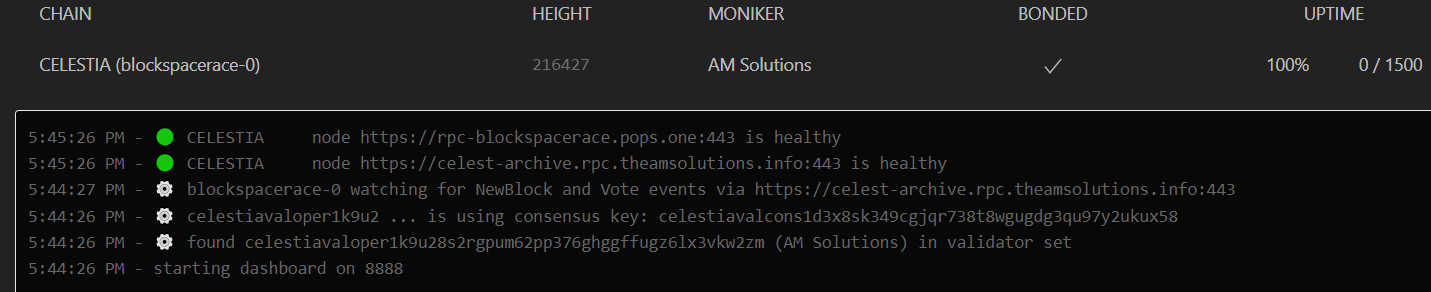 CHAIN HEIGHT MONIKER BONDED UPTIME
CELESTIA (blockspacerace-0) 216427 AM Solutions ✓ 100% 0 / 1500
5:45:26 PM - 🟢 CELESTIA node https://rpc-blockspacerace.pops.one:443 is healthy
5:45:26 PM - 🟢 CELESTIA node https://celest-archive.rpc.theamsolutions.info:443 is healthy
5:44:27 PM - ⚙ blockspacerace-0 watching for NewBlock and Vote events via https://celest-archive.rpc.theamsolutions.info:443
5:44:26 PM - ⚙ celestiavaloper1k9u2 ... is using consensus key: celestiavalcons1d3x8sk349cgjqr738t8wgugdg3qu97y2ukux58
5:44:26 PM - ⚙ found celestiavaloper1k9u28s2rgpum62pp376ghggffugz6lx3vkw2zm (AM Solutions) in validator set
5:44:26 PM - starting dashboard on 8888